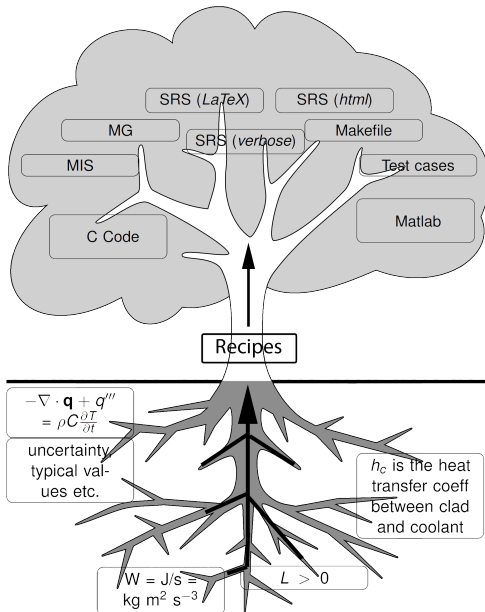 SRS (LaTeX)
SRS (html)
MG
SRS (verbose)
Makefile
MIS
Test cases
C Code
Matlab
Recipes
−∇ · q + q′′′
= ρC ∂T/∂t
uncertainty,
typical val-
ues etc.
h_c is the heat
transfer coeff
between clad
and coolant
W = J/s =
kg m² s⁻³
L > 0